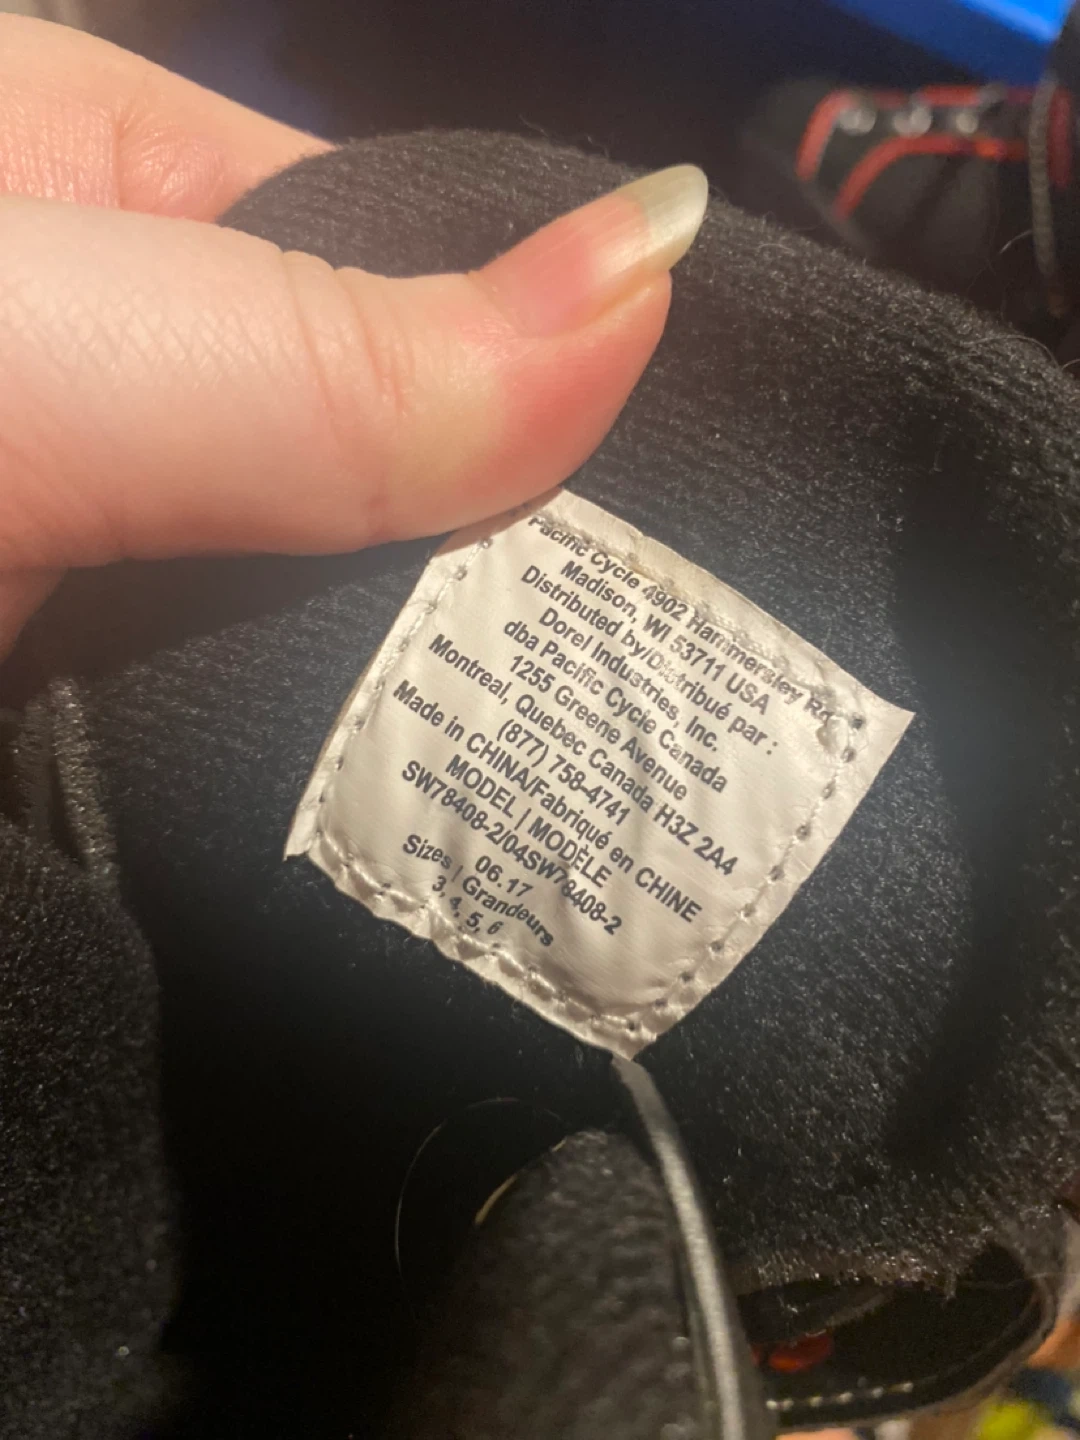 Pacific Cycle 4902 Hammersley Rd.
Madison, WI 53711 USA
Distributed by/Distribué par :
Dorel Industries, Inc.
dba Pacific Cycle Canada
1255 Greene Avenue
Montreal, Quebec Canada H3Z 2A4
(877) 758-4741
Made in CHINA/Fabriqué en CHINE
MODEL | MODÈLE
SW78408-2/04SW78408-2
06.17
Sizes | Grandeurs
3, 4, 5, 6